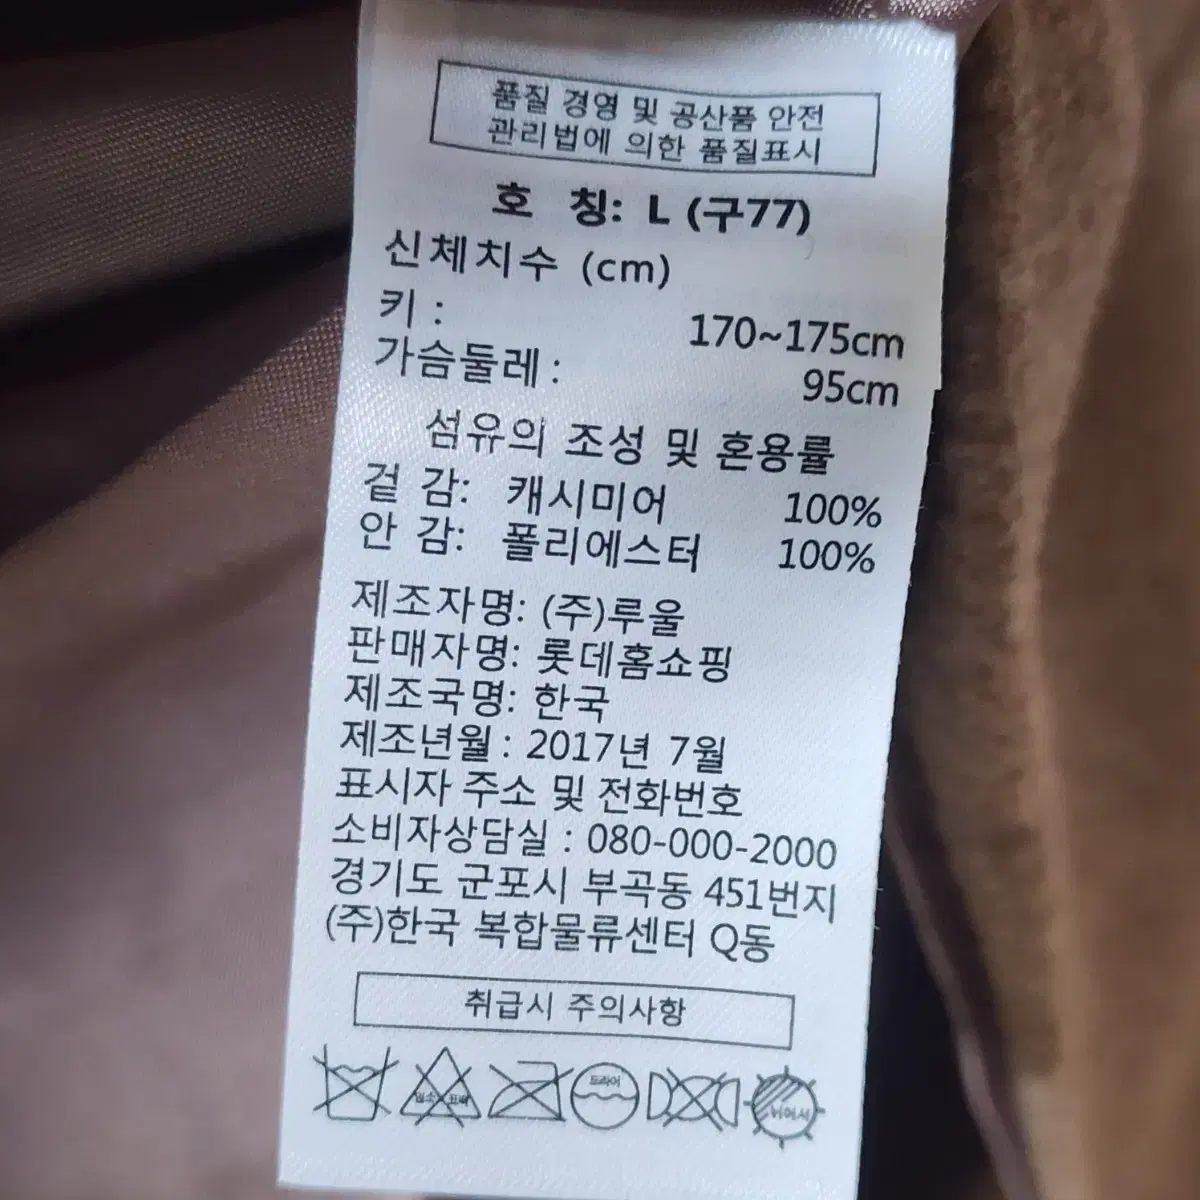 품질 경영 및 공산품 안전
관리법에 의한 품질표시
호 칭: L (구77)
신체치수 (cm)
키 : 170~175cm
가슴둘레 : 95cm
섬유의 조성 및 혼용률
겉 감: 캐시미어 100%
안 감: 폴리에스터 100%
제조자명: (주)루울
판매자명: 롯데홈쇼핑
제조국명: 한국
제조년월 : 2017년 7월
표시자 주소 및 전화번호
소비자상담실 : 080-000-2000
경기도 군포시 부곡동 451번지
(주)한국 복합물류센터 Q동
취급시 주의사항
드라이